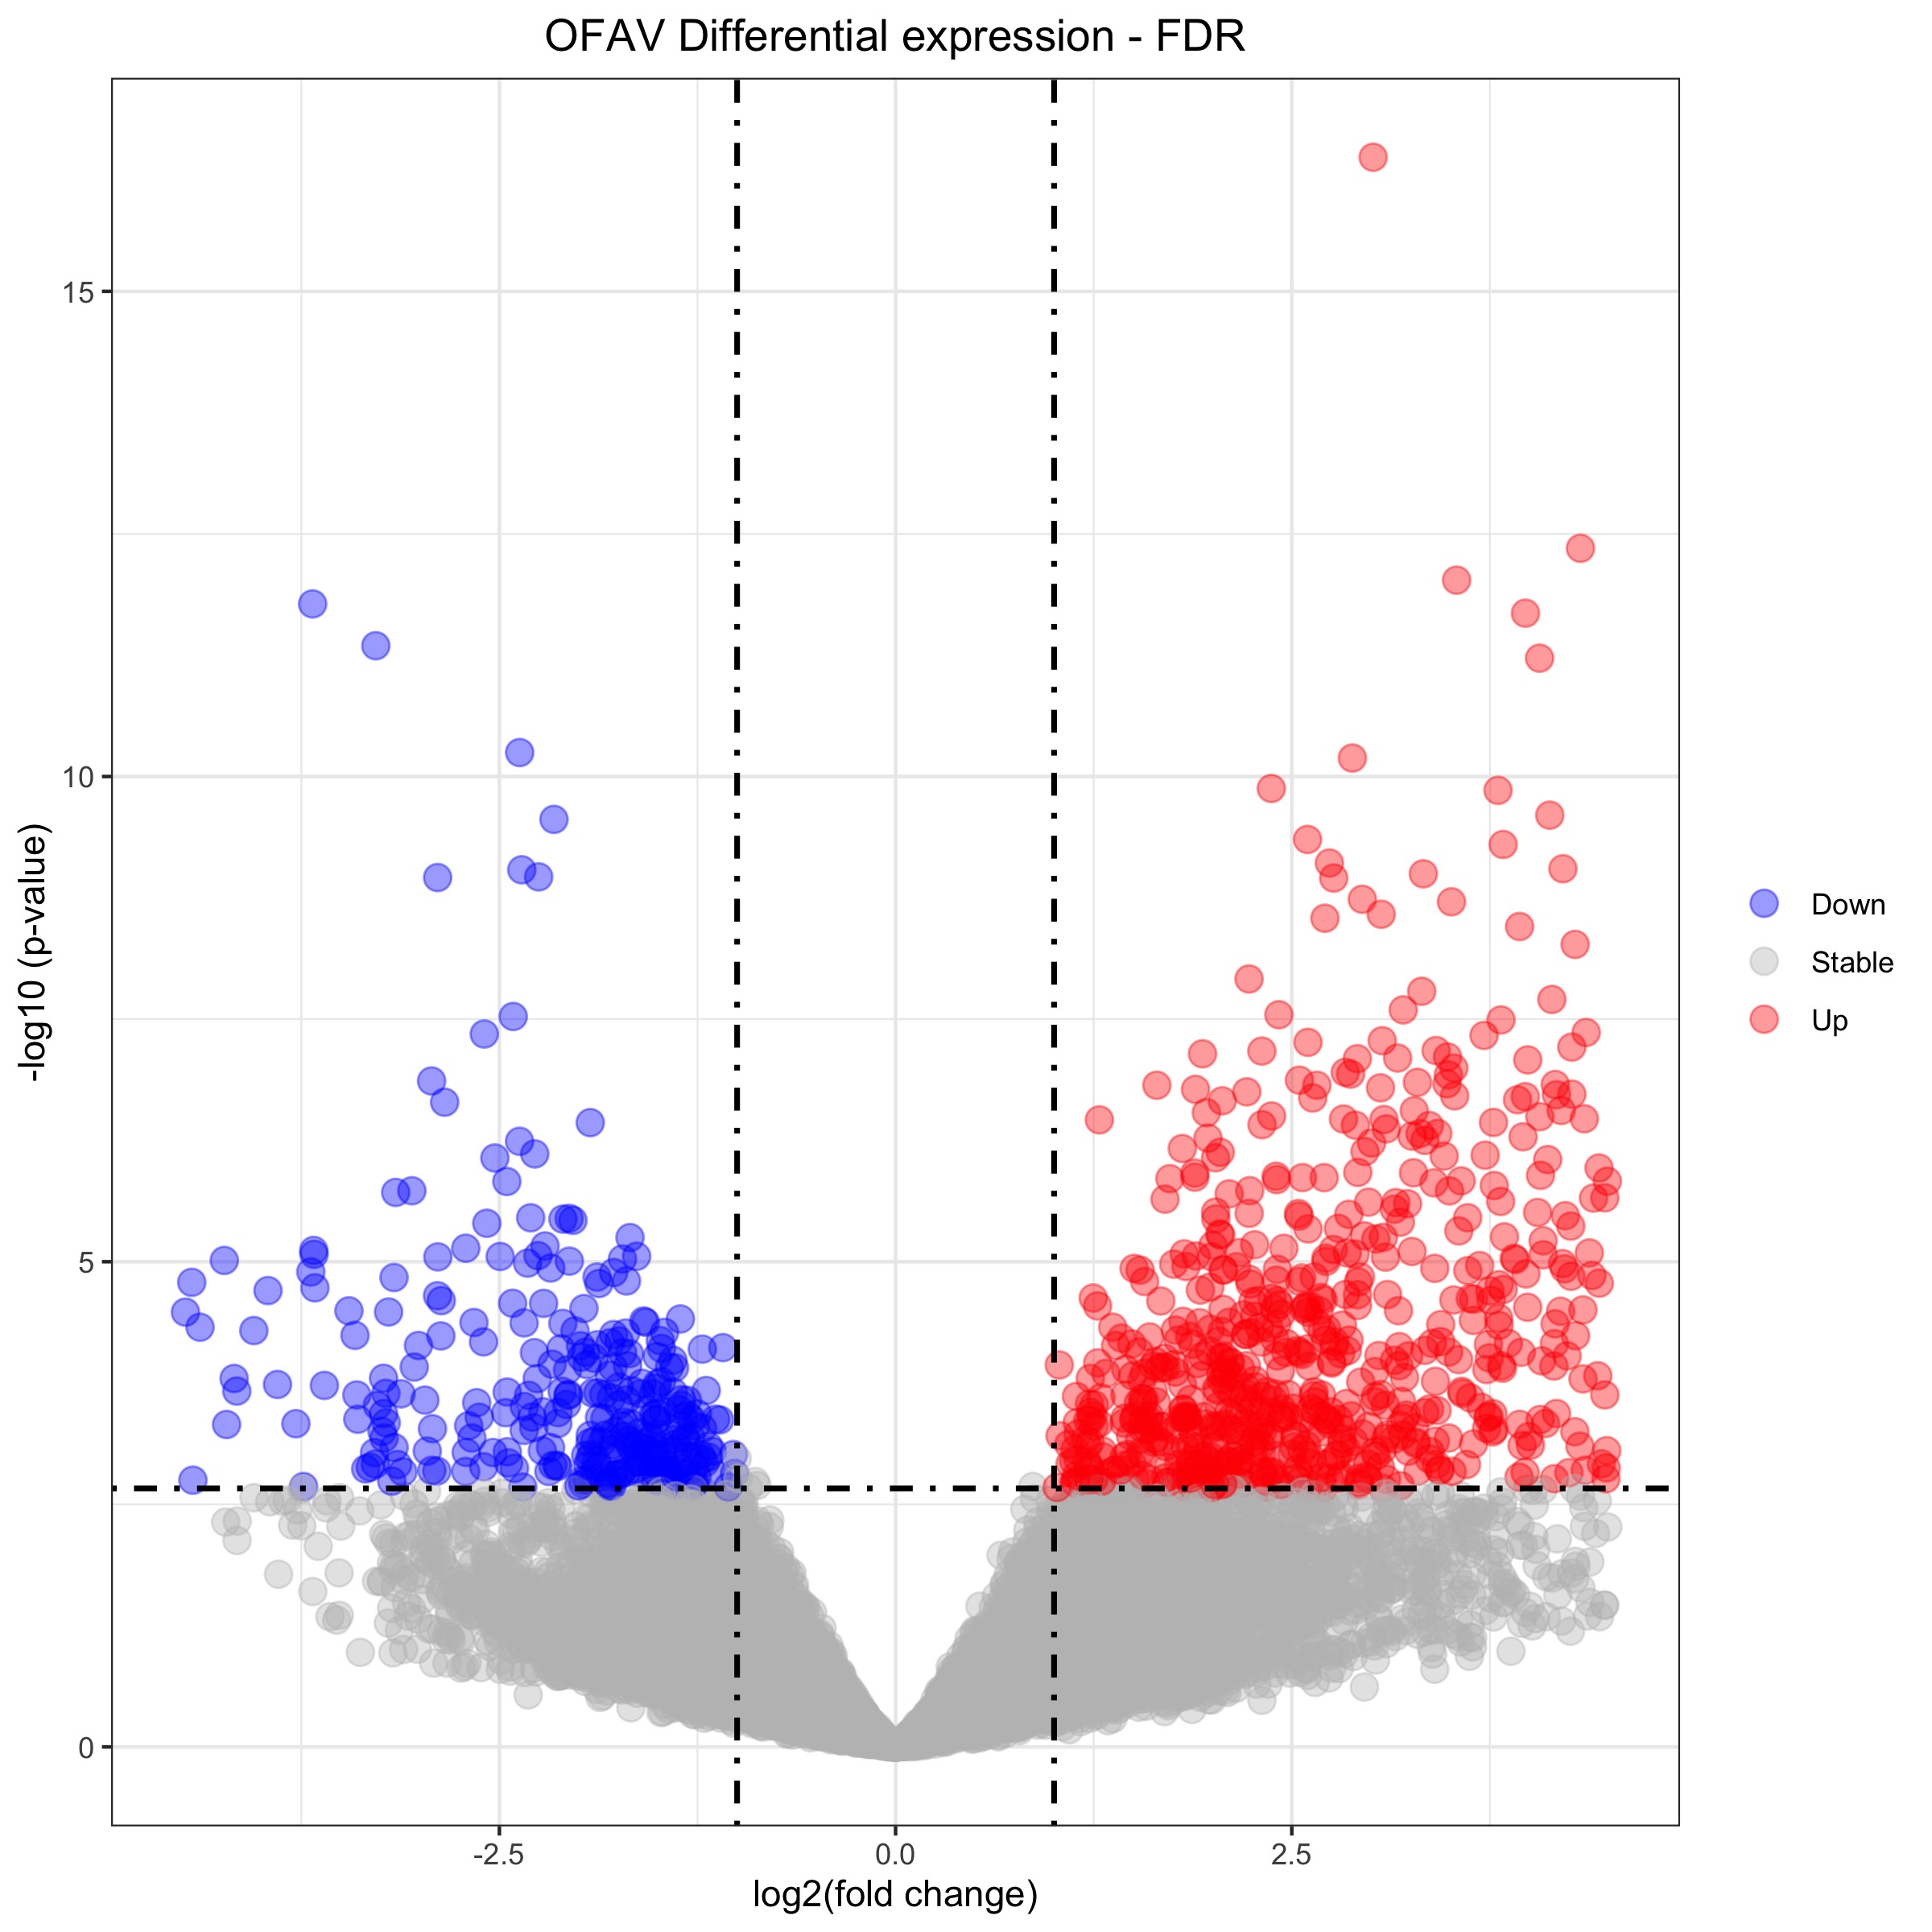 OFAV Differential expression - FDR
-log10 (p-value)
15
10
5
0
-2.5
0.0
2.5
log2(fold change)
Down
Stable
Up